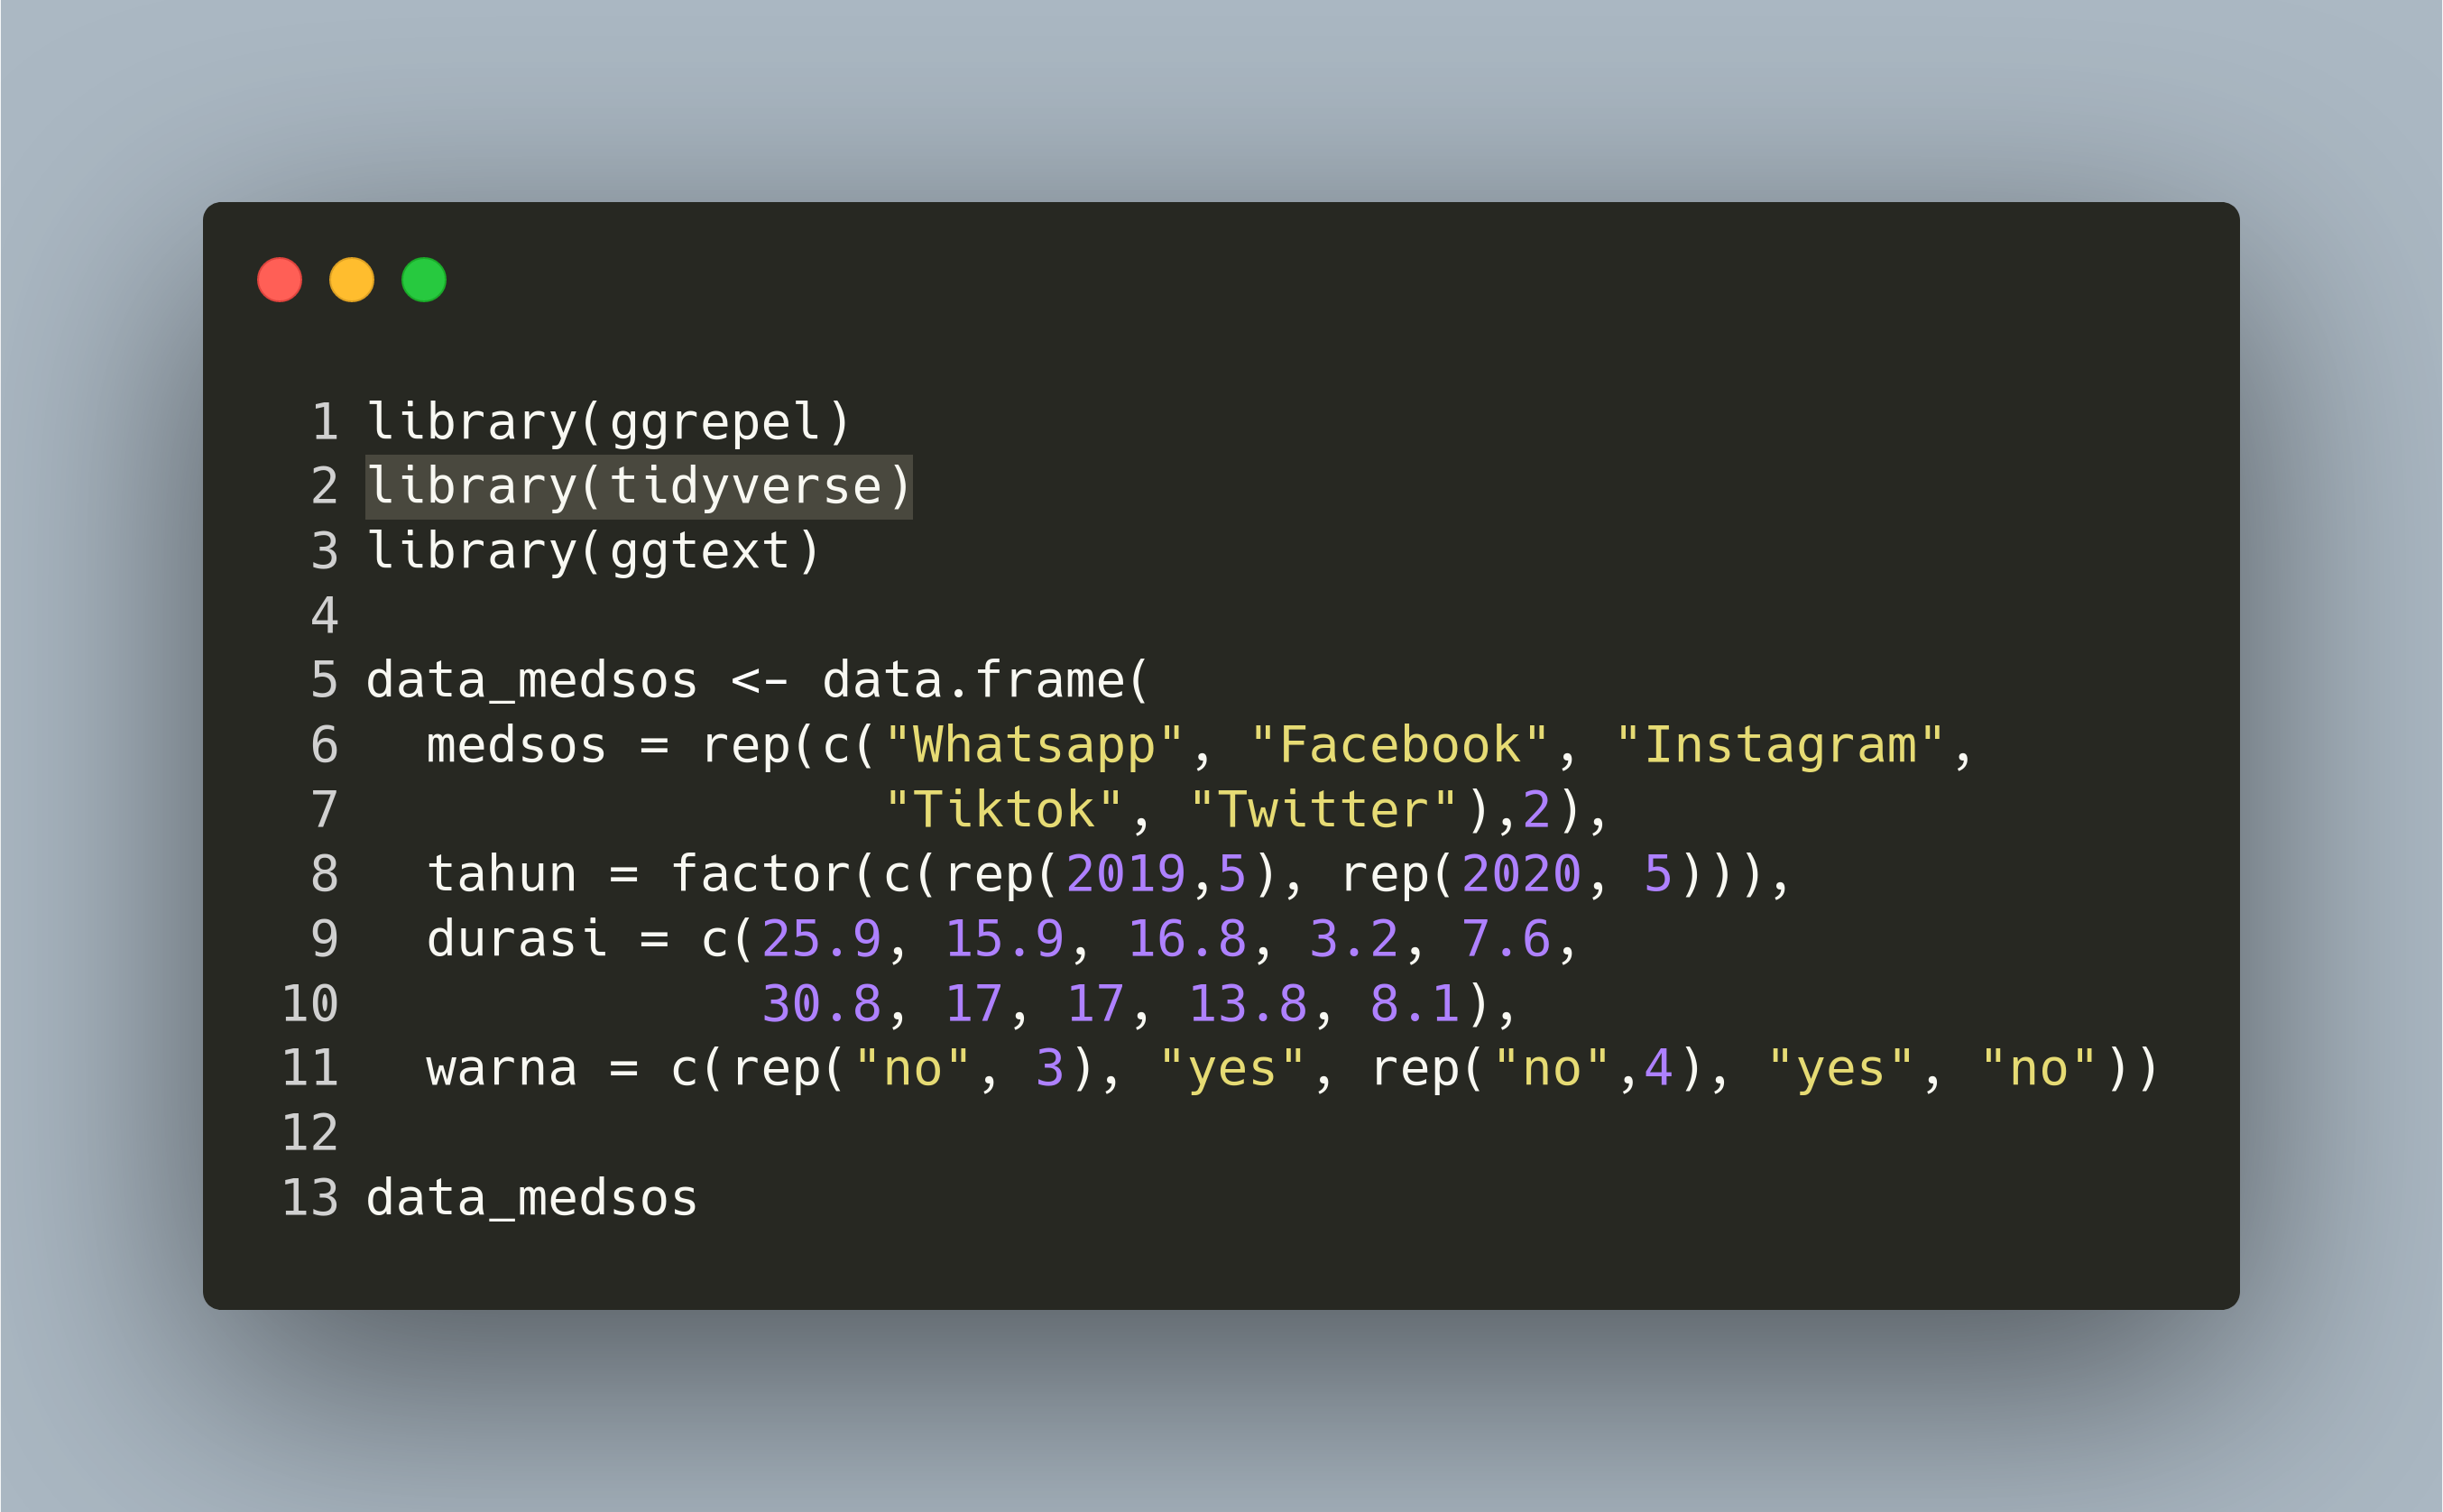 1 library(ggrepel)
2 library(tidyverse)
3 library(ggtext)
4
5 data_medsos <- data.frame(
6   medsos = rep(c("Whatsapp", "Facebook", "Instagram",
7                  "Tiktok", "Twitter"),2),
8   tahun = factor(c(rep(2019,5), rep(2020, 5))),
9   durasi = c(25.9, 15.9, 16.8, 3.2, 7.6,
10              30.8, 17, 17, 13.8, 8.1),
11   warna = c(rep("no", 3), "yes", rep("no",4), "yes", "no"))
12
13 data_medsos